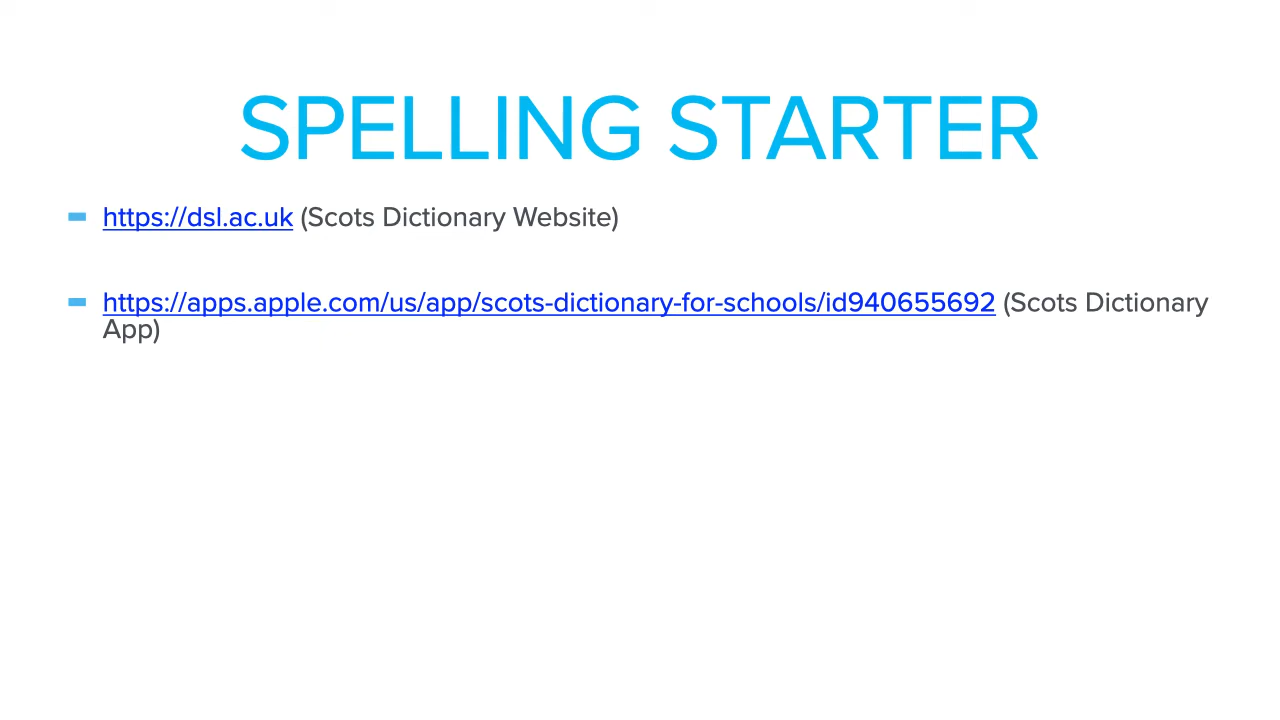 SPELLING STARTER
https://dsl.ac.uk (Scots Dictionary Website)
https://apps.apple.com/us/app/scots-dictionary-for-schools/id940655692 (Scots Dictionary
App)